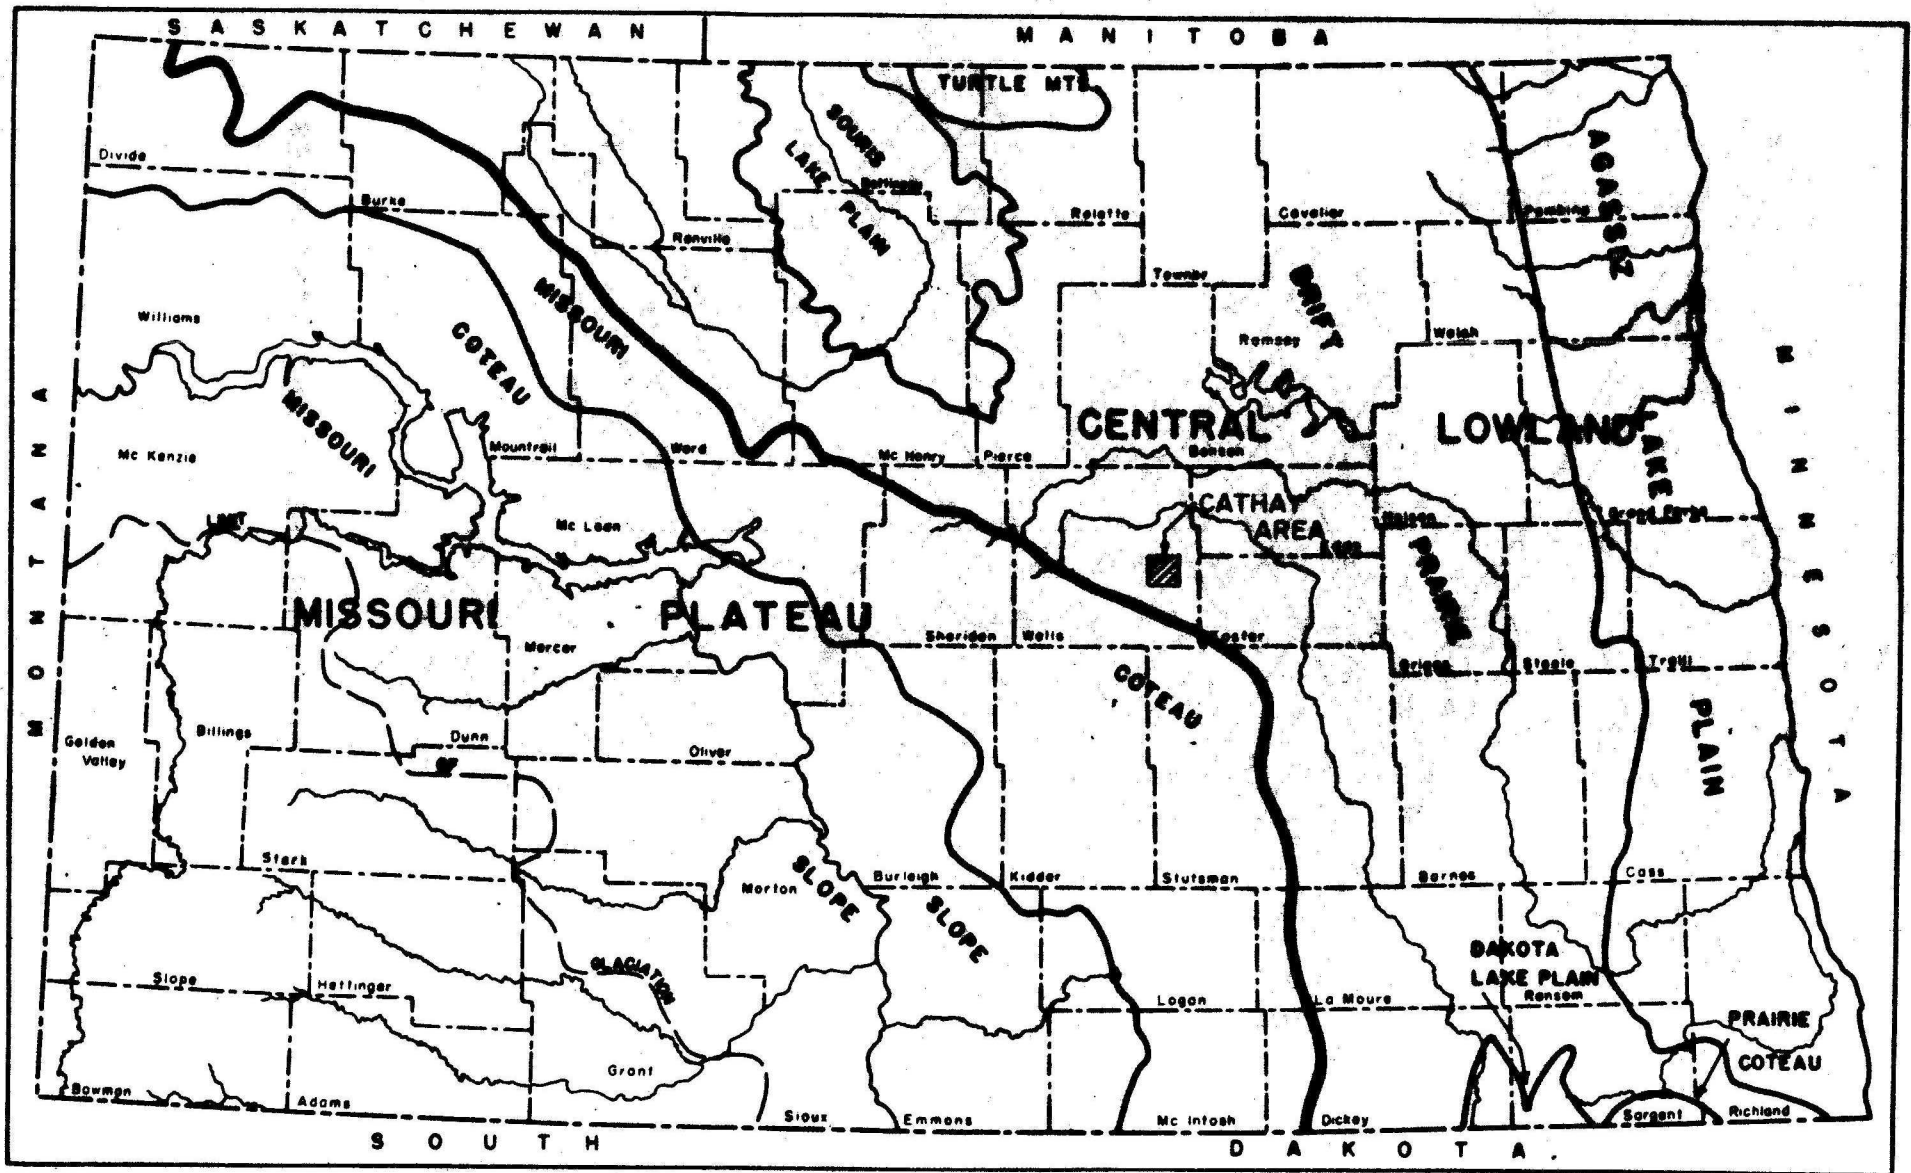 SASKATCHEWAN
MANITOBA
TURTLE MTS.
SOURIS
LAKE
PLAIN
AGASSIZ
Divide
Burke
Renville
Bottineau
Rolette
Cavalier
Pembina
Towner
DRIFT
Williams
COTEAU
MISSOURI
Ramsey
Walsh
MISSOURI
Mc Kenzie
Mountrail
Ward
Mc Henry
Pierce
CENTRAL
LOWLAND
Benson
LAKE
MINNESOTA
MONTANA
LIMIT
Mc Lean
CATHAY
AREA
Nelson
Grand Forks
Eddy
PRAIRIE
MISSOURI
PLATEAU
Mercer
Sheridan
Wells
Foster
Griggs
Steele
Traill
COTEAU
PLAIN
Golden
Valley
Billings
Dunn
OF
Oliver
Stark
Morton
SLOPE
Burleigh
SLOPE
Kidder
Stutsman
Barnes
Cass
Slope
Hettinger
GLACIATION
Logan
La Moure
DAKOTA
LAKE PLAIN
Ransom
PRAIRIE
COTEAU
Bowman
Adams
Grant
Sioux
Emmons
Mc Intosh
Dickey
Sargent
Richland
SOUTH
DAKOTA.